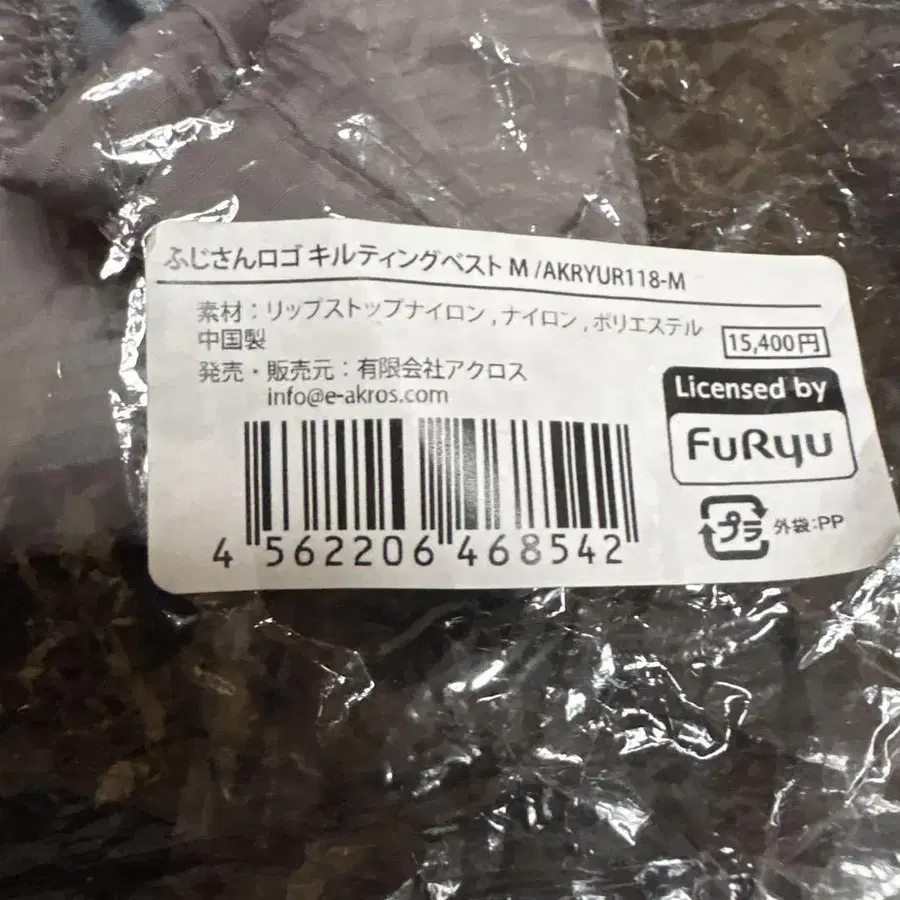 ふじさんロゴ キルティングベスト M /AKRYUR118-M
素材：リップストップナイロン , ナイロン , ポリエステル
中国製
15,400円
発売・販売元：有限会社アクロス
info@e-akros.com
Licensed by
FuRyu
4 562206 468542
プラ 外袋:PP